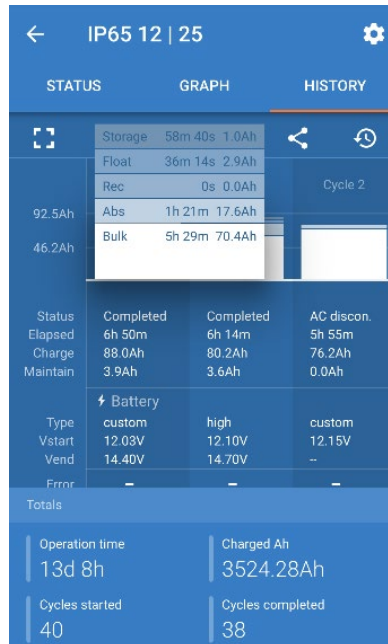 IP65 12 | 25
STATUS GRAPH HISTORY
Storage 58m 40s 1.0Ah
Float 36m 14s 2.9Ah
Rec 0s 0.0Ah
Abs 1h 21m 17.6Ah
Bulk 5h 29m 70.4Ah
Cycle 2
92.5Ah
46.2Ah
Status Completed Completed AC discon.
Elapsed 6h 50m 6h 14m 5h 55m
Charge 88.0Ah 80.2Ah 76.2Ah
Maintain 3.9Ah 3.6Ah 0.0Ah
Battery
Type custom high custom
Vstart 12.03V 12.10V 12.15V
Vend 14.40V 14.70V --
Error – – –
Totals
Operation time Charged Ah
13d 8h 3524.28Ah
Cycles started Cycles completed
40 38